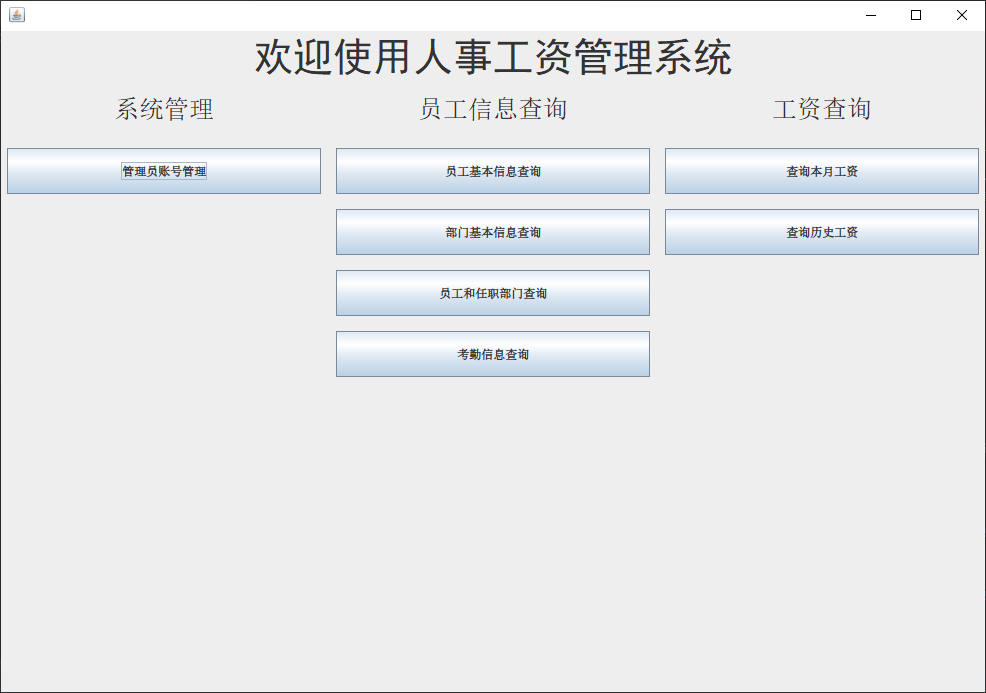 欢迎使用人事工资管理系统
系统管理
员工信息查询
工资查询
管理员账号管理
员工基本信息查询
查询本月工资
部门基本信息查询
查询历史工资
员工和任职部门查询
考勤信息查询